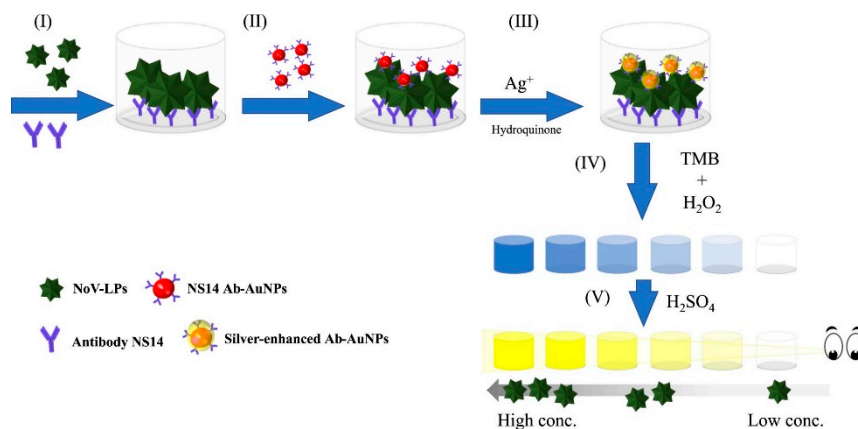 (I)
(II)
(III)
Ag⁺
Hydroquinone
(IV)
TMB
+
H₂O₂
(V)
H₂SO₄
NoV-LPs
NS14 Ab-AuNPs
Antibody NS14
Silver-enhanced Ab-AuNPs
High conc.
Low conc.